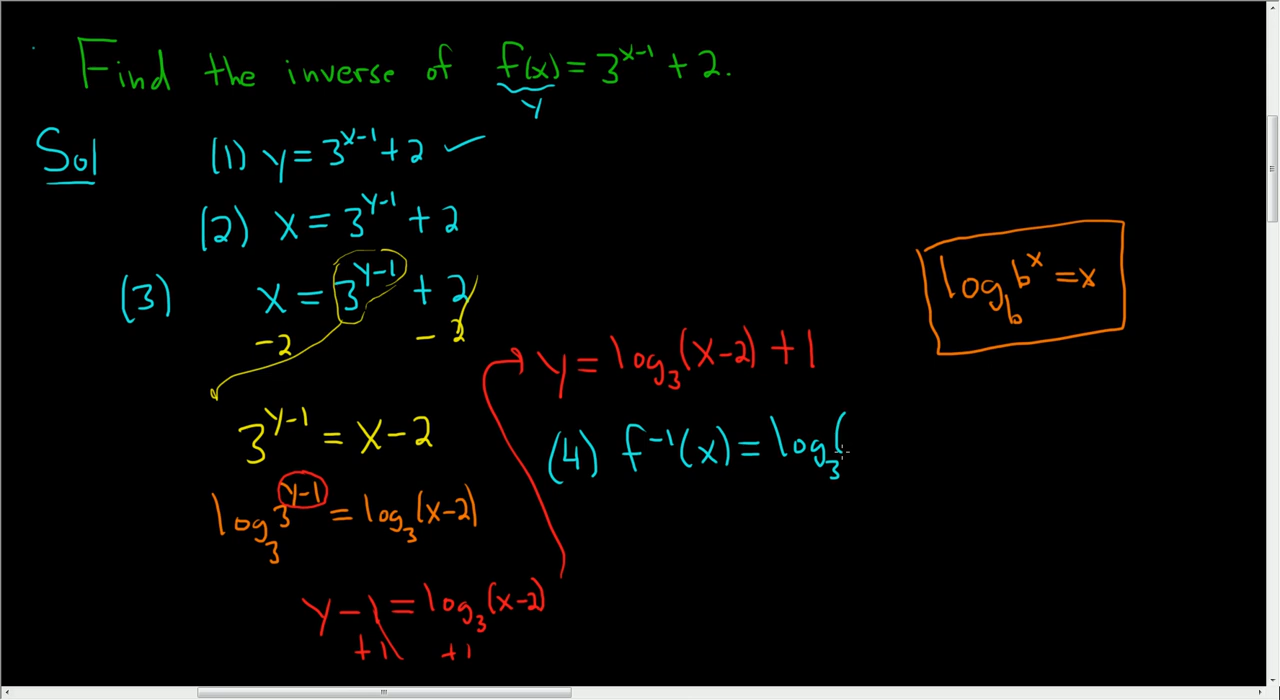 Find the inverse of f(x) = 3^{x-1} + 2.
y
Sol
(1) y = 3^{x-1} + 2 ✓
(2) x = 3^{y-1} + 2
(3) x = 3^{y-1} + 2
-2 -2
3^{y-1} = x-2
log_3 3^{y-1} = log_3(x-2)
y-1 = log_3(x-2)
+1 +1
y = log_3(x-2) + 1
(4) f^{-1}(x) = log_3(
log_b b^x = x